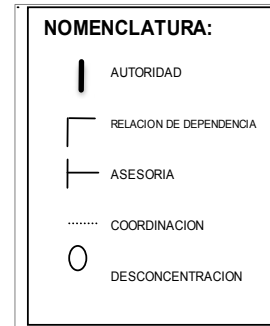 NOMENCLATURA:
AUTORIDAD
RELACION DE DEPENDENCIA
ASESORIA
COORDINACION
DESCONCENTRACION